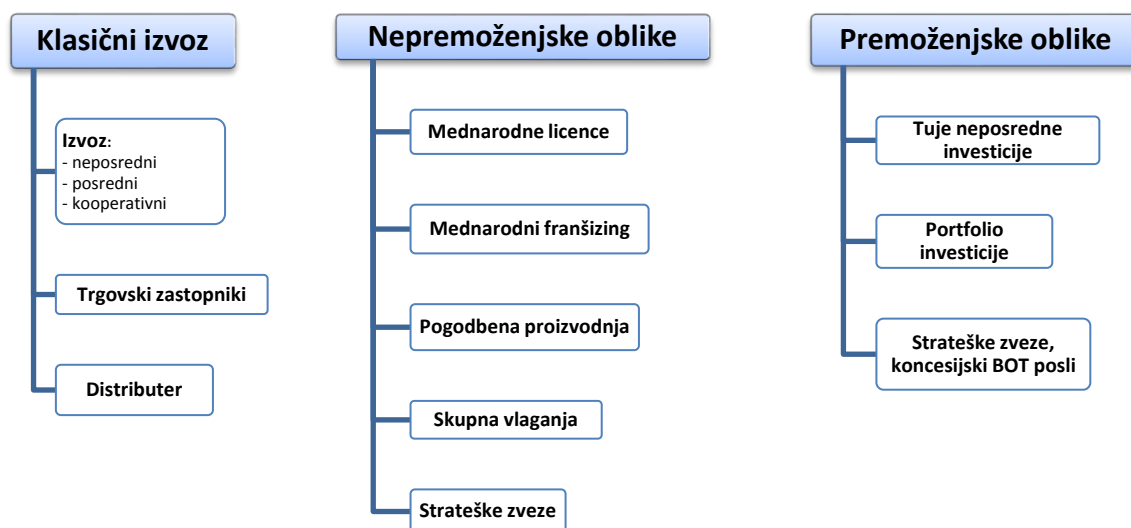 Klasični izvoz
Izvoz:
- neposredni
- posredni
- kooperativni
Trgovski zastopniki
Distributer
Nepremoženjske oblike
Mednarodne licence
Mednarodni franšizing
Pogodbena proizvodnja
Skupna vlaganja
Strateške zveze
Premoženjske oblike
Tuje neposredne
investicije
Portfolio
investicije
Strateške zveze,
koncesijski BOT posli